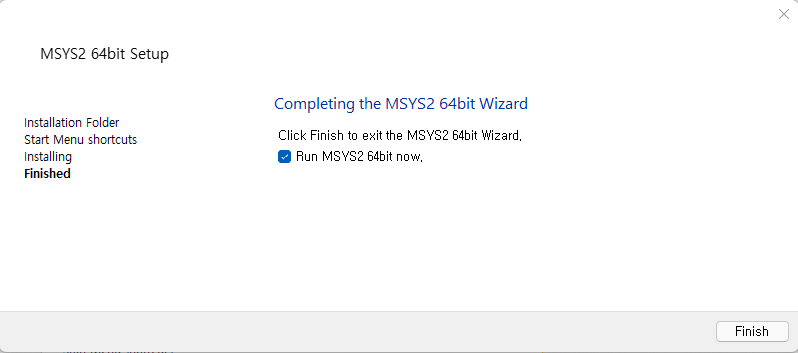 MSYS2 64bit Setup
Completing the MSYS2 64bit Wizard
Installation Folder
Start Menu shortcuts
Installing
Finished
Click Finish to exit the MSYS2 64bit Wizard.
Run MSYS2 64bit now.
Finish